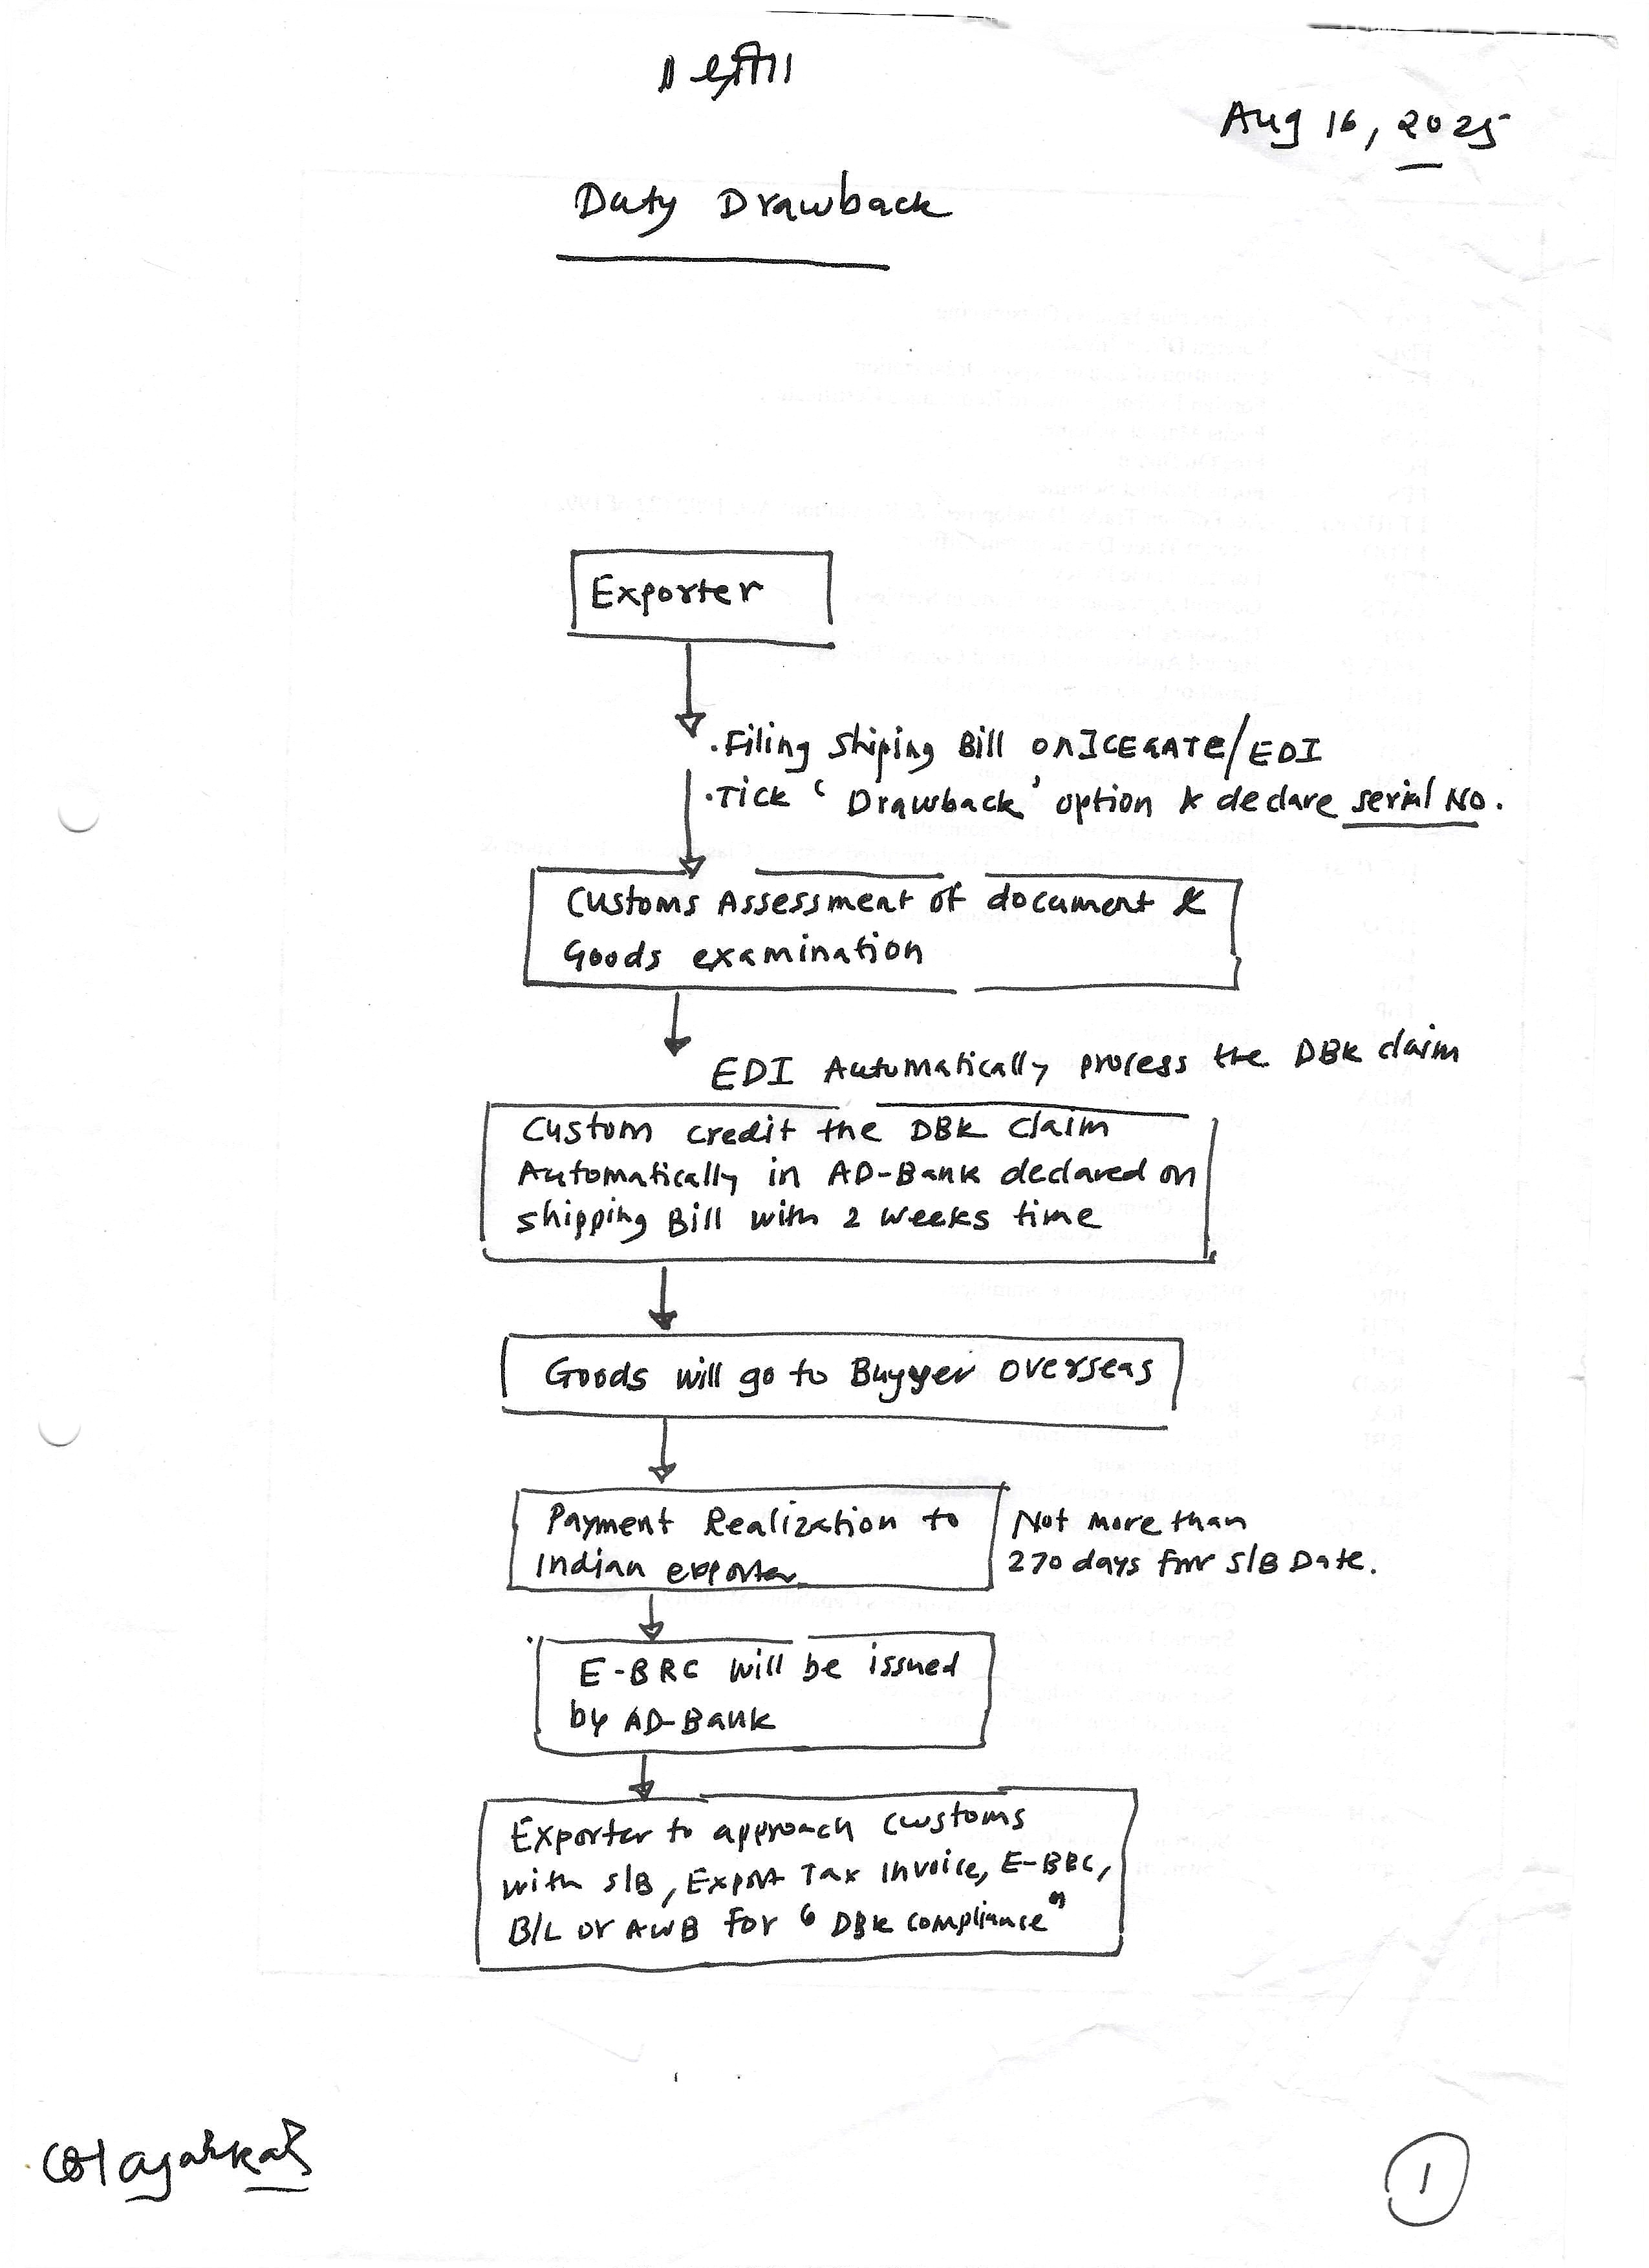 ॥ श्री ॥
Aug 16, 2025
Duty Drawback
Exporter
. Filing Shiping Bill on ICEGATE/EDI
. Tick ‘Drawback’ option & declare serial No.
Customs Assessment of document &
Goods examination
EDI Automatically process the DBK claim
Custom credit the DBK claim
Automatically in AD-Bank declared on
shipping Bill with 2 weeks time
Goods will go to Buyyer overseas
Payment Realization to
Indian exporter
Not more than
270 days for S/B Date.
E-BRC will be issued
by AD-Bank
Exporter to approach customs
with S/B, Export Tax Invoice, E-BRC,
B/L or AWB for “DBK compliance”
1